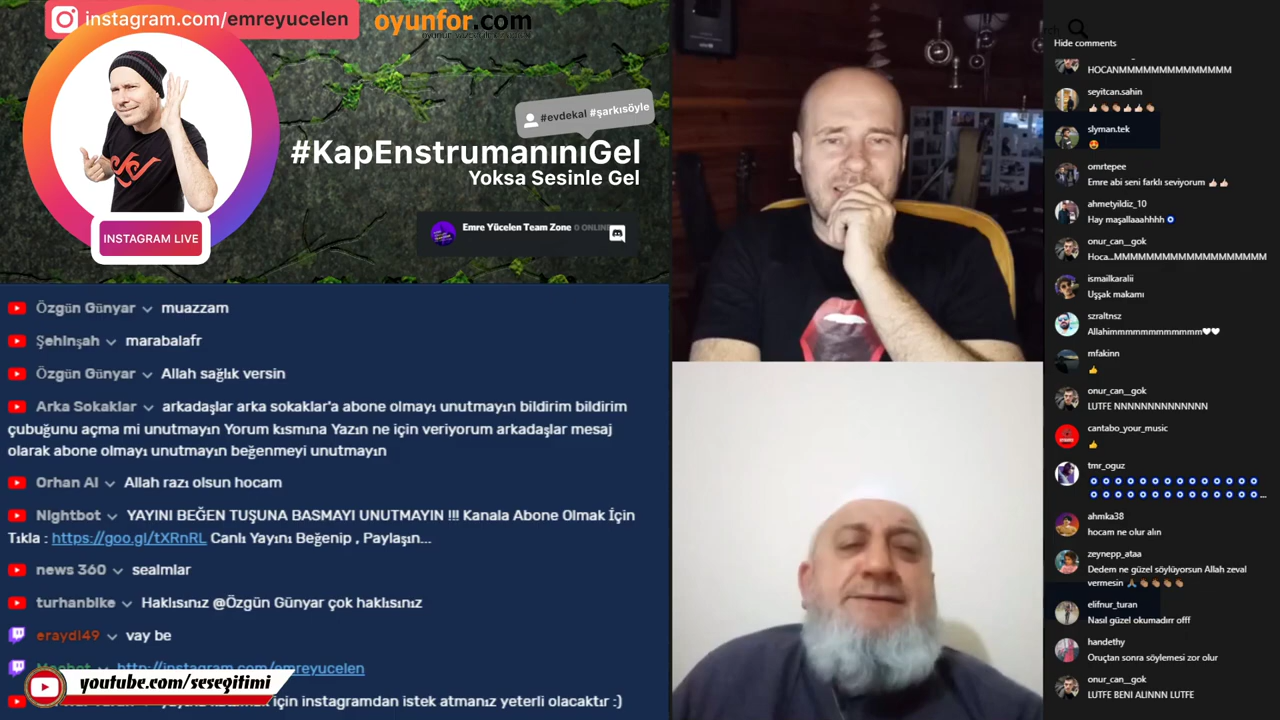 instagram.com/emreyucelen
oyunfor.com
#evdekal #şarkısöyle
#KapEnstrumanınıGel
Yoksa Sesinle Gel
Emre Yücelen Team Zone 0 ONLINE
INSTAGRAM LIVE
Özgün Günyar muazzam
Şehinşah marabalafr
Özgün Günyar Allah sağlık versin
Arka Sokaklar arkadaşlar arka sokaklar'a abone olmayı unutmayın bildirim bildirim
çubuğunu açma mi unutmayın Yorum kısmına Yazın ne için veriyorum arkadaşlar mesaj
olarak abone olmayı unutmayın beğenmeyi unutmayın
Orhan Al Allah razı olsun hocam
Nightbot YAYINI BEĞEN TUŞUNA BASMAYI UNUTMAYIN !!! Kanala Abone Olmak İçin
Tıkla : https://goo.gl/tXRnRL Canlı Yayını Beğenip , Paylaşın...
news 360 sealmlar
turhanbike Haklısınız @Özgün Günyar çok haklısınız
eraydl49 vay be
http://instagram.com/emreyucelen
youtube.com/sesegitimi
için instagramdan istek atmanız yeterli olacaktır :)
Hide comments
HOCANMMMMMMMMMMMMMM
seyitcan.sahin
👍🏻👏🏽👏🏽👍🏻👍🏻👏🏽
slyman.tek
😍
omrtepee
Emre abi seni farklı seviyorum 👍🏻👍🏻
ahmetyildiz_10
Hay maşallaaahhhh 🧿
onur_can__gok
Hoca...MMMMMMMMMMMMMMMMMMM
ismailkaralii
Uşşak makamı
szraltnsz
Allahimmmmmmmmmmmm🤍🤍
mfakinn
👍
onur_can__gok
LUTFE NNNNNNNNNNNNNN
cantabo_your_music
👍
tmr_oguz
🧿🧿🧿🧿🧿🧿🧿🧿🧿🧿🧿🧿🧿🧿
🧿🧿🧿🧿🧿🧿🧿🧿🧿🧿🧿🧿🧿🧿...
ahmka38
hocam ne olur alın
zeynepp_ataa
Dedem ne güzel söylüyorsun Allah zeval
vermesin 🙏🏽👏🏽👏🏽👏🏽👏🏽
elifnur_turan
Nasıl güzel okumadırr offf
handethy
Oruçtan sonra söylemesi zor olur
onur_can__gok
LUTFE BENI ALINNN LUTFE